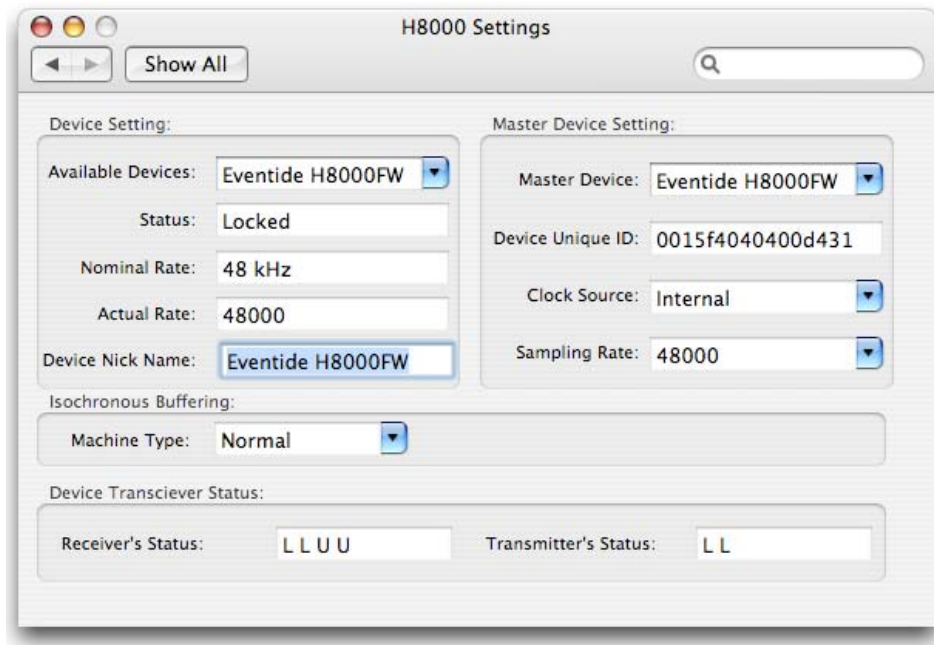 H8000 Settings
Show All
Device Setting:
Available Devices: Eventide H8000FW
Status: Locked
Nominal Rate: 48 kHz
Actual Rate: 48000
Device Nick Name: Eventide H8000FW
Master Device Setting:
Master Device: Eventide H8000FW
Device Unique ID: 0015f4040400d431
Clock Source: Internal
Sampling Rate: 48000
Isochronous Buffering:
Machine Type: Normal
Device Transciever Status:
Receiver's Status: L L U U
Transmitter's Status: L L